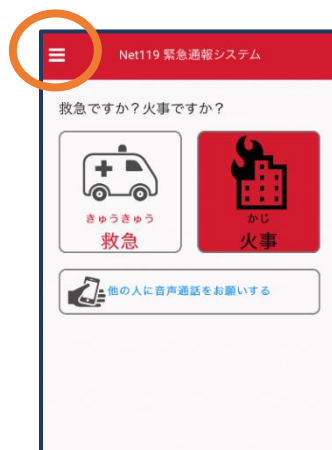 Net119 緊急通報システム
救急ですか？火事ですか？
きゅうきゅう
救急
かじ
火事
他の人に音声通話をお願いする